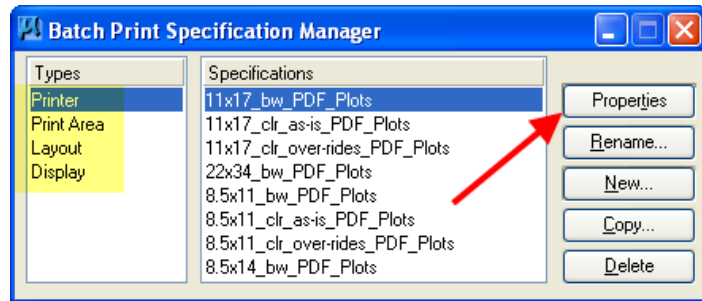 Batch Print Specification Manager
Types
Printer
Print Area
Layout
Display
Specifications
11x17_bw_PDF_Plots
11x17_clr_as-is_PDF_Plots
11x17_clr_over-rides_PDF_Plots
22x34_bw_PDF_Plots
8.5x11_bw_PDF_Plots
8.5x11_clr_as-is_PDF_Plots
8.5x11_clr_over-rides_PDF_Plots
8.5x14_bw_PDF_Plots
Properties
Rename...
New...
Copy...
Delete